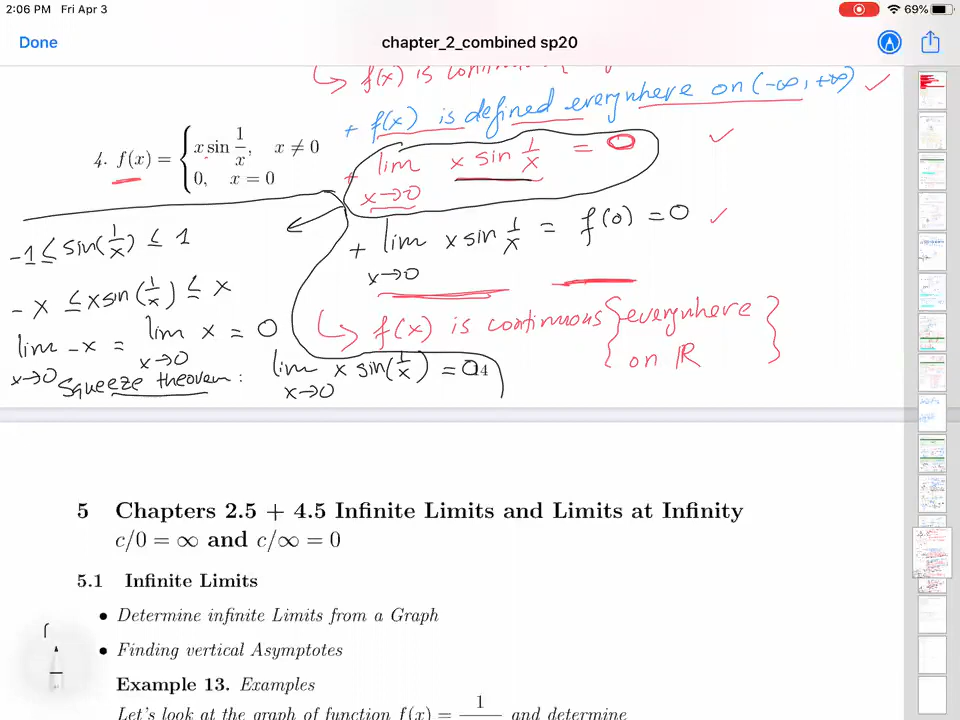 2:06 PM Fri Apr 3 69%
Done chapter_2_combined sp20
↳ f(x) is
+ f(x) is defined everywhere on (-∞, +∞) ✓
4. f(x) = { x sin 1/x, x ≠ 0
0, x = 0
+ lim x→0 x sin 1/x = 0 ✓
+ lim x→0 x sin 1/x = f(0) = 0 ✓
-1 ≤ sin(1/x) ≤ 1
-x ≤ x sin(1/x) ≤ x
lim x→0 -x = lim x→0 x = 0
↳ f(x) is continuous {everywhere on ℝ}
Squeeze theorem: lim x→0 x sin(1/x) = 0
14
5 Chapters 2.5 + 4.5 Infinite Limits and Limits at Infinity
c/0 = ∞ and c/∞ = 0
5.1 Infinite Limits
• Determine infinite Limits from a Graph
• Finding vertical Asymptotes
Example 13. Examples
Let's look at the graph of function f(x) = 1 and determine